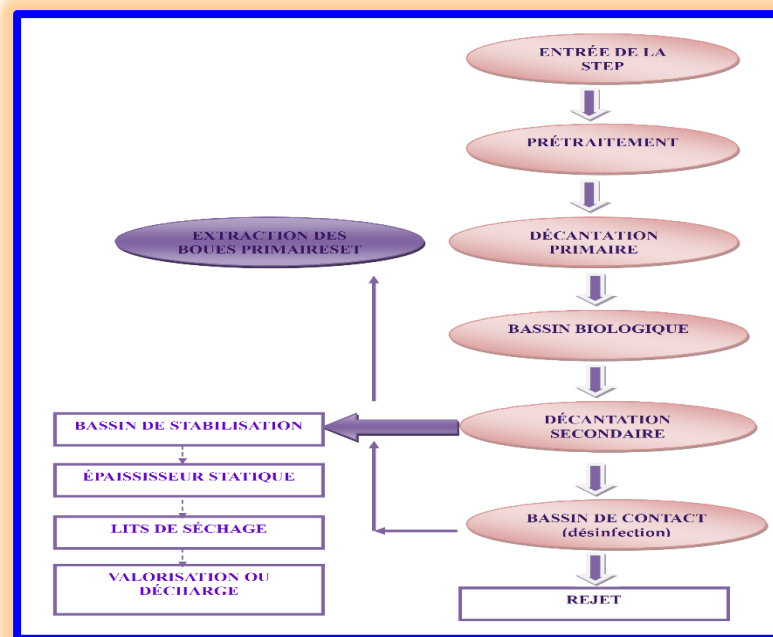 ENTRÉE DE LA
STEP
PRÉTRAITEMENT
EXTRACTION DES
BOUES PRIMAIRESET
DÉCANTATION
PRIMAIRE
BASSIN BIOLOGIQUE
BASSIN DE STABILISATION
DÉCANTATION
SECONDAIRE
ÉPAISSISSEUR STATIQUE
LITS DE SÉCHAGE
BASSIN DE CONTACT
(désinfection)
VALORISATION OU
DÉCHARGE
REJET